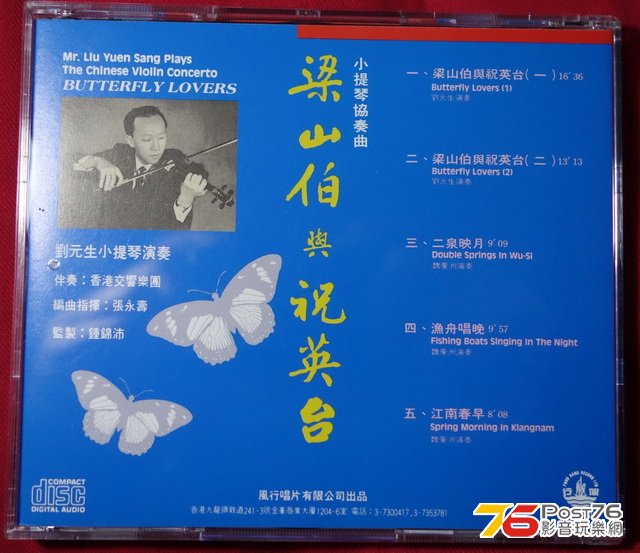 Mr. Liu Yuen Sang Plays
The Chinese Violin Concerto
BUTTERFLY LOVERS
劉元生小提琴演奏
伴奏：香港交響樂團
編曲指揮：張永壽
監製：鍾錦沛
小提琴協奏曲
梁山伯與祝英台
一、梁山伯與祝英台(一)16'36
Butterfly Lovers (1)
劉元生演奏
二、梁山伯與祝英台(二)13'13
Butterfly Lovers (2)
劉元生演奏
三、二泉映月9'09
Double Springs In Wu-Si
四、漁舟唱晚9'57
Fishing Boats Singing In The Night
五、江南春早8'08
Spring Morning In Kiangnam
COMPACT
disc
DIGITAL AUDIO
風行唱片有限公司出品
FUNG HANG RECORDS LTD
行風
76 Post76
影音玩樂網